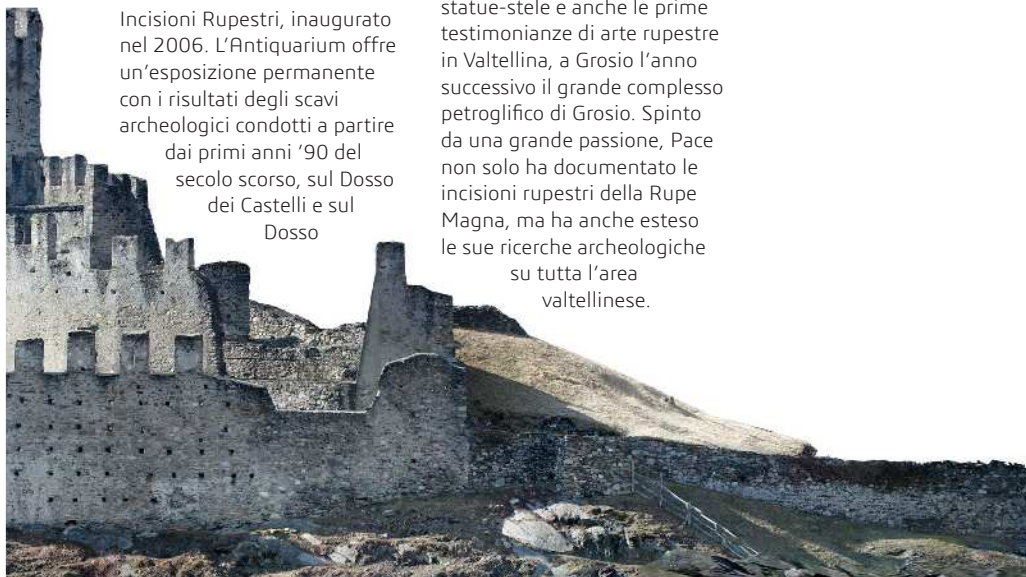 Incisioni Rupestri, inaugurato
nel 2006. L'Antiquarium offre
un'esposizione permanente
con i risultati degli scavi
archeologici condotti a partire
dai primi anni '90 del
secolo scorso, sul Dosso
dei Castelli e sul
Dosso
statue-stele e anche le prime
testimonianze di arte rupestre
in Valtellina, a Grosio l'anno
successivo il grande complesso
petroglifico di Grosio. Spinto
da una grande passione, Pace
non solo ha documentato le
incisioni rupestri della Rupe
Magna, ma ha anche esteso
le sue ricerche archeologiche
su tutta l'area
valtellinese.